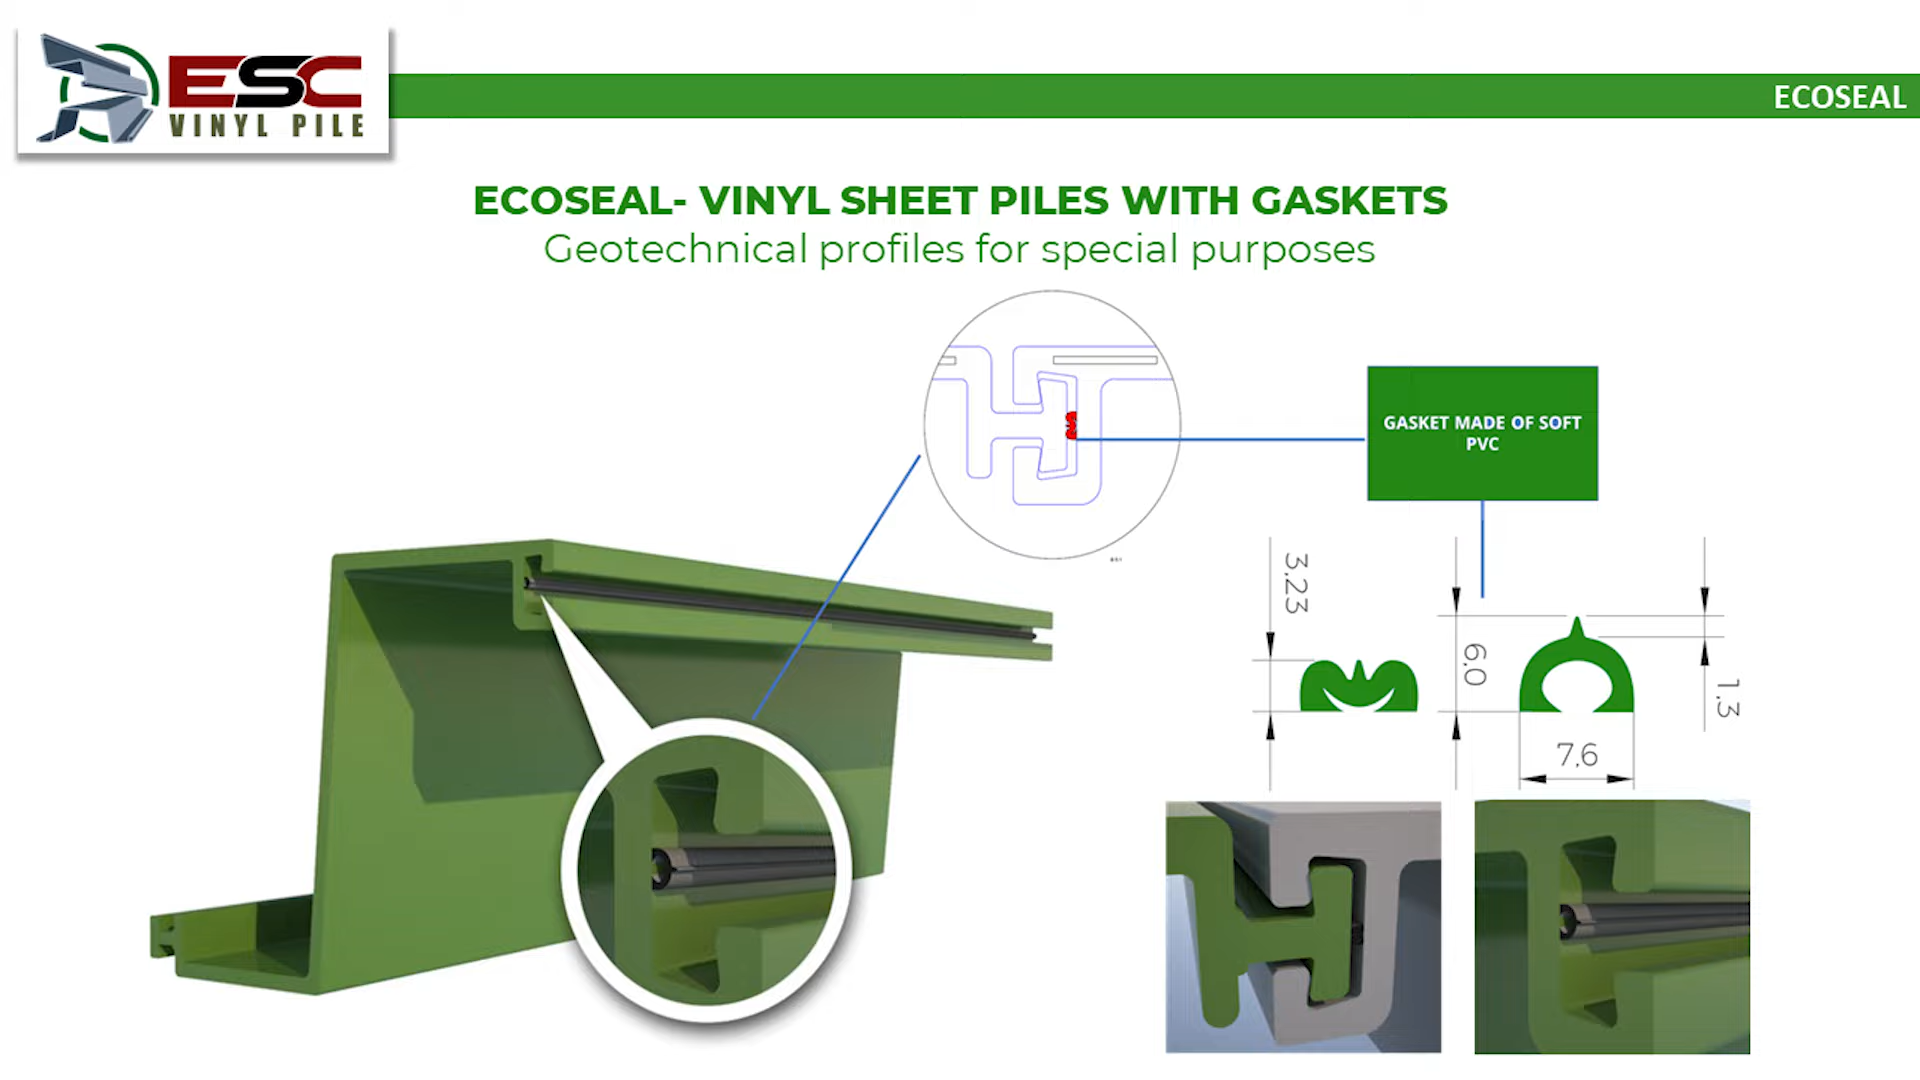 ESC
VINYL PILE
ECOSEAL
ECOSEAL- VINYL SHEET PILES WITH GASKETS
Geotechnical profiles for special purposes
GASKET MADE OF SOFT
PVC
3,23
6,0
1,3
7,6